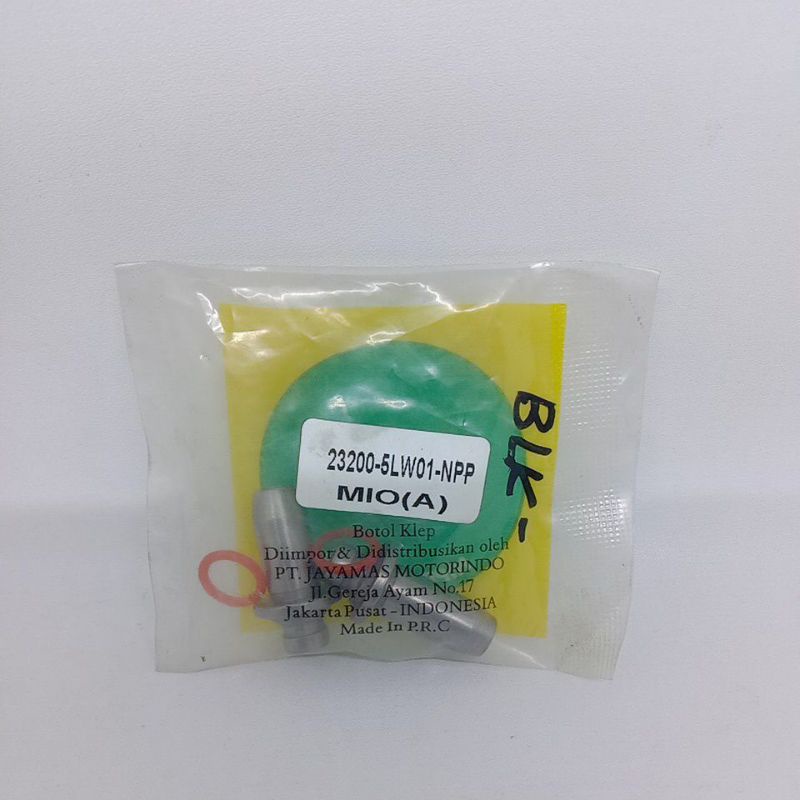 23200-5LW01-NPP
MIO(A)
BLK-
Botol Klep
Diimpor & Didistribusikan oleh
PT. JAYAMAS MOTORINDO
Jl.Gereja Ayam No.17
Jakarta Pusat - INDONESIA
Made In P.R.C